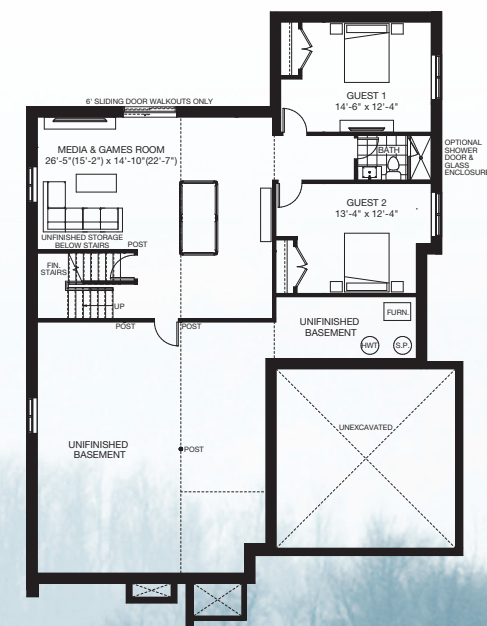 GUEST 1
14'-6" x 12'-4"
6' SLIDING DOOR WALKOUTS ONLY
MEDIA & GAMES ROOM
26'-5"(15'-2") x 14'-10"(22'-7")
BATH
OPTIONAL
SHOWER
DOOR &
GLASS
ENCLOSURE
GUEST 2
13'-4" x 12'-4"
UNFINISHED STORAGE
BELOW STAIRS
POST
FIN.
STAIRS
UP
POST
POST
FURN.
UNIFINISHED
BASEMENT
HWT
S.P.
UNEXCAVATED
UNIFINISHED
BASEMENT
POST